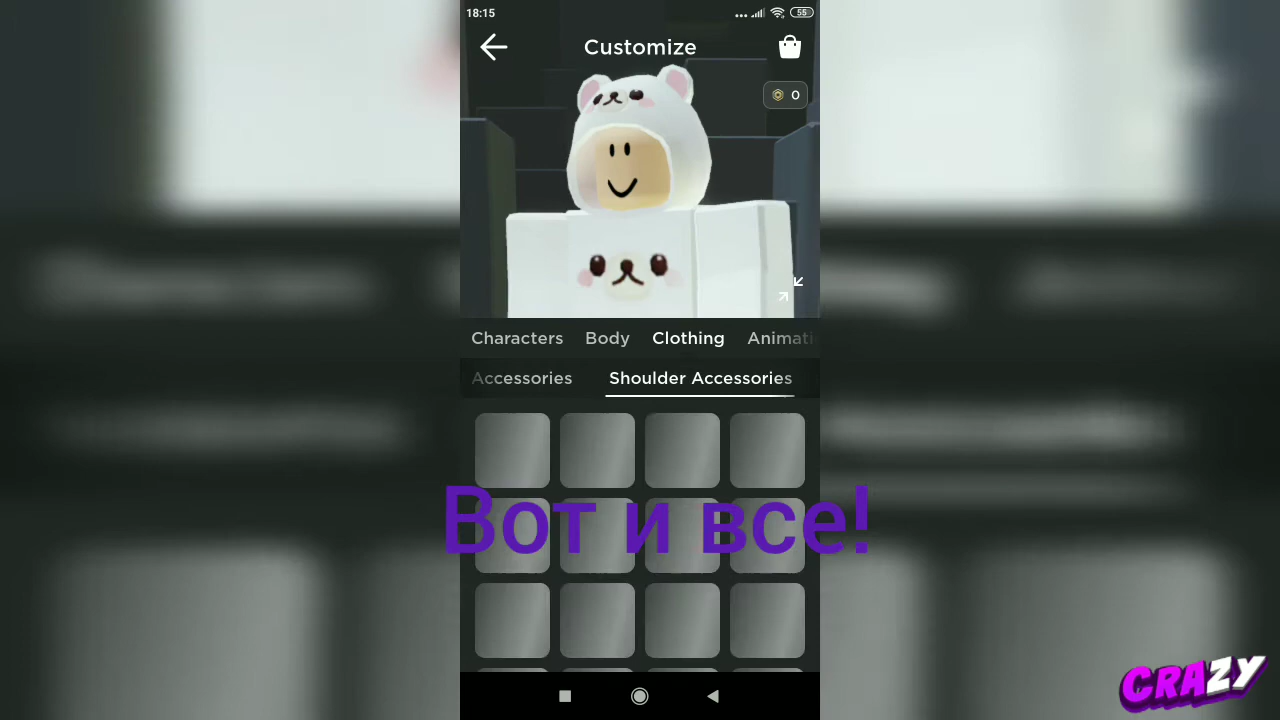 18:15
55
Customize
0
Characters Body Clothing Animati
Accessories Shoulder Accessories
Вот и все!
CRAZY